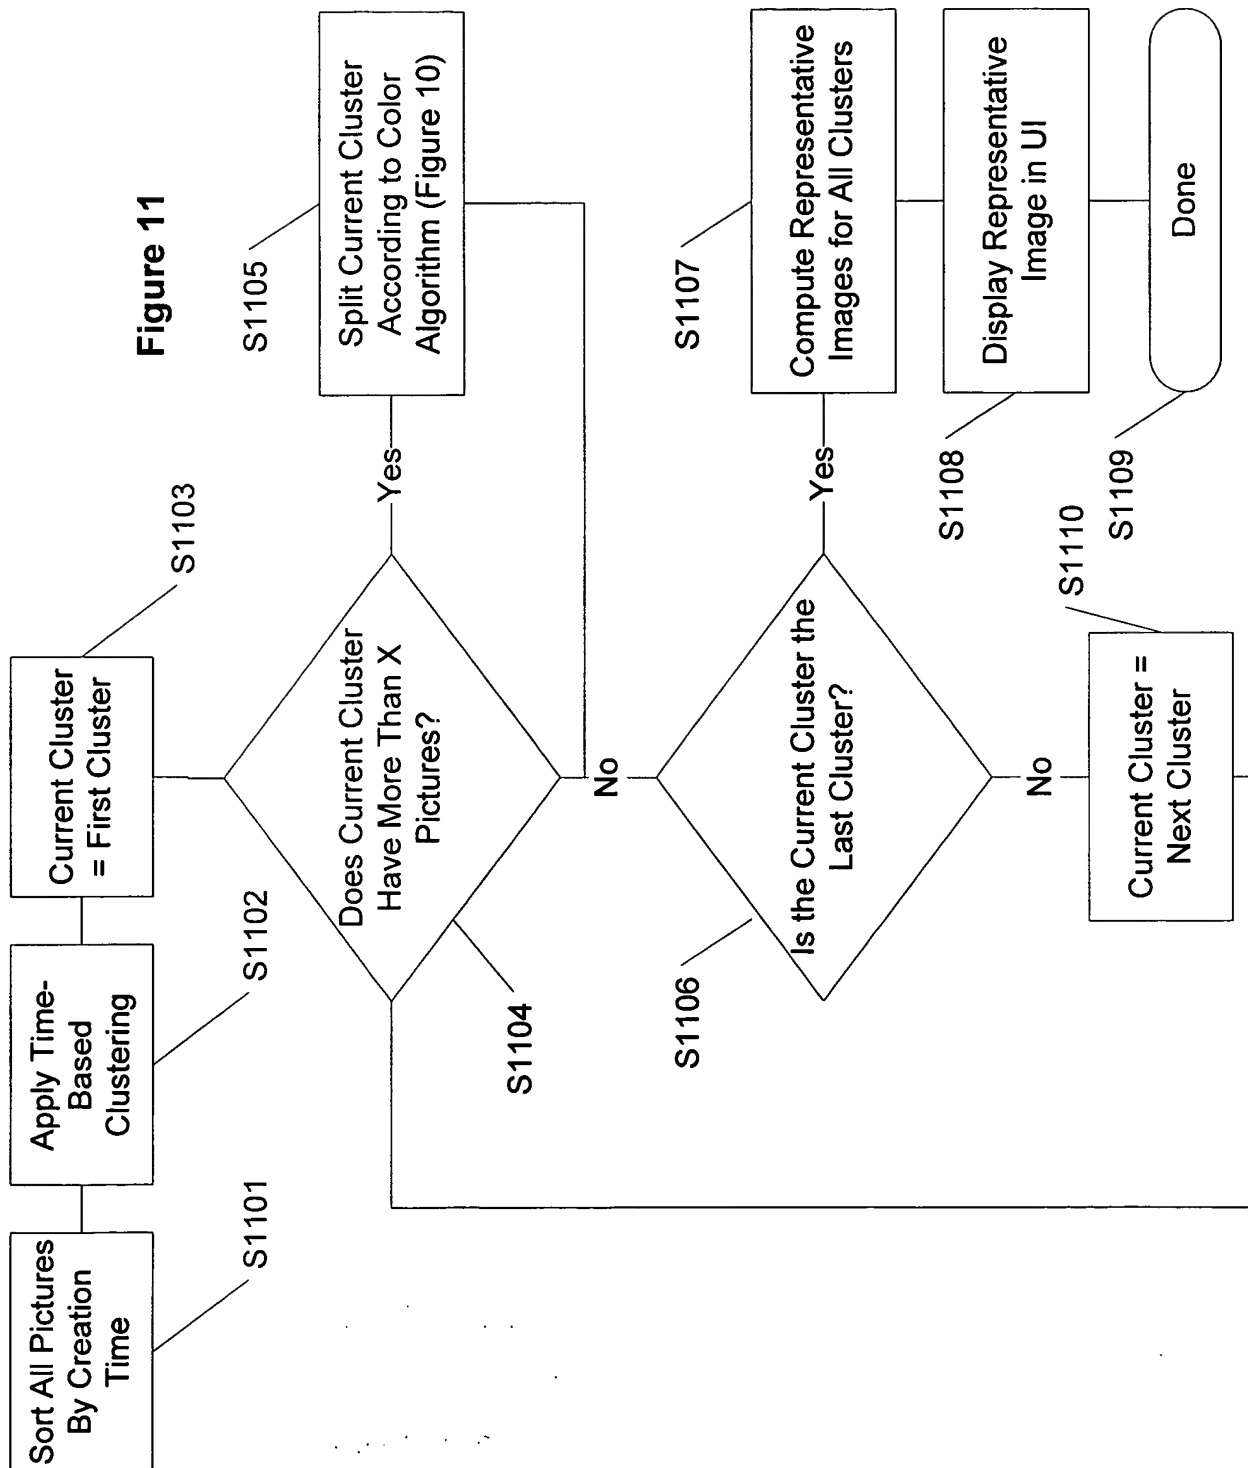 Figure 11
Sort All Pictures
By Creation
Time
S1101
Apply Time-
Based
Clustering
S1102
Current Cluster
= First Cluster
S1103
Does Current Cluster
Have More Than X
Pictures?
S1104
Yes
Split Current Cluster
According to Color
Algorithm (Figure 10)
S1105
No
Is the Current Cluster the
Last Cluster?
S1106
Yes
Compute Representative
Images for All Clusters
S1107
Display Representative
Image in UI
S1108
Done
S1109
No
Current Cluster =
Next Cluster
S1110